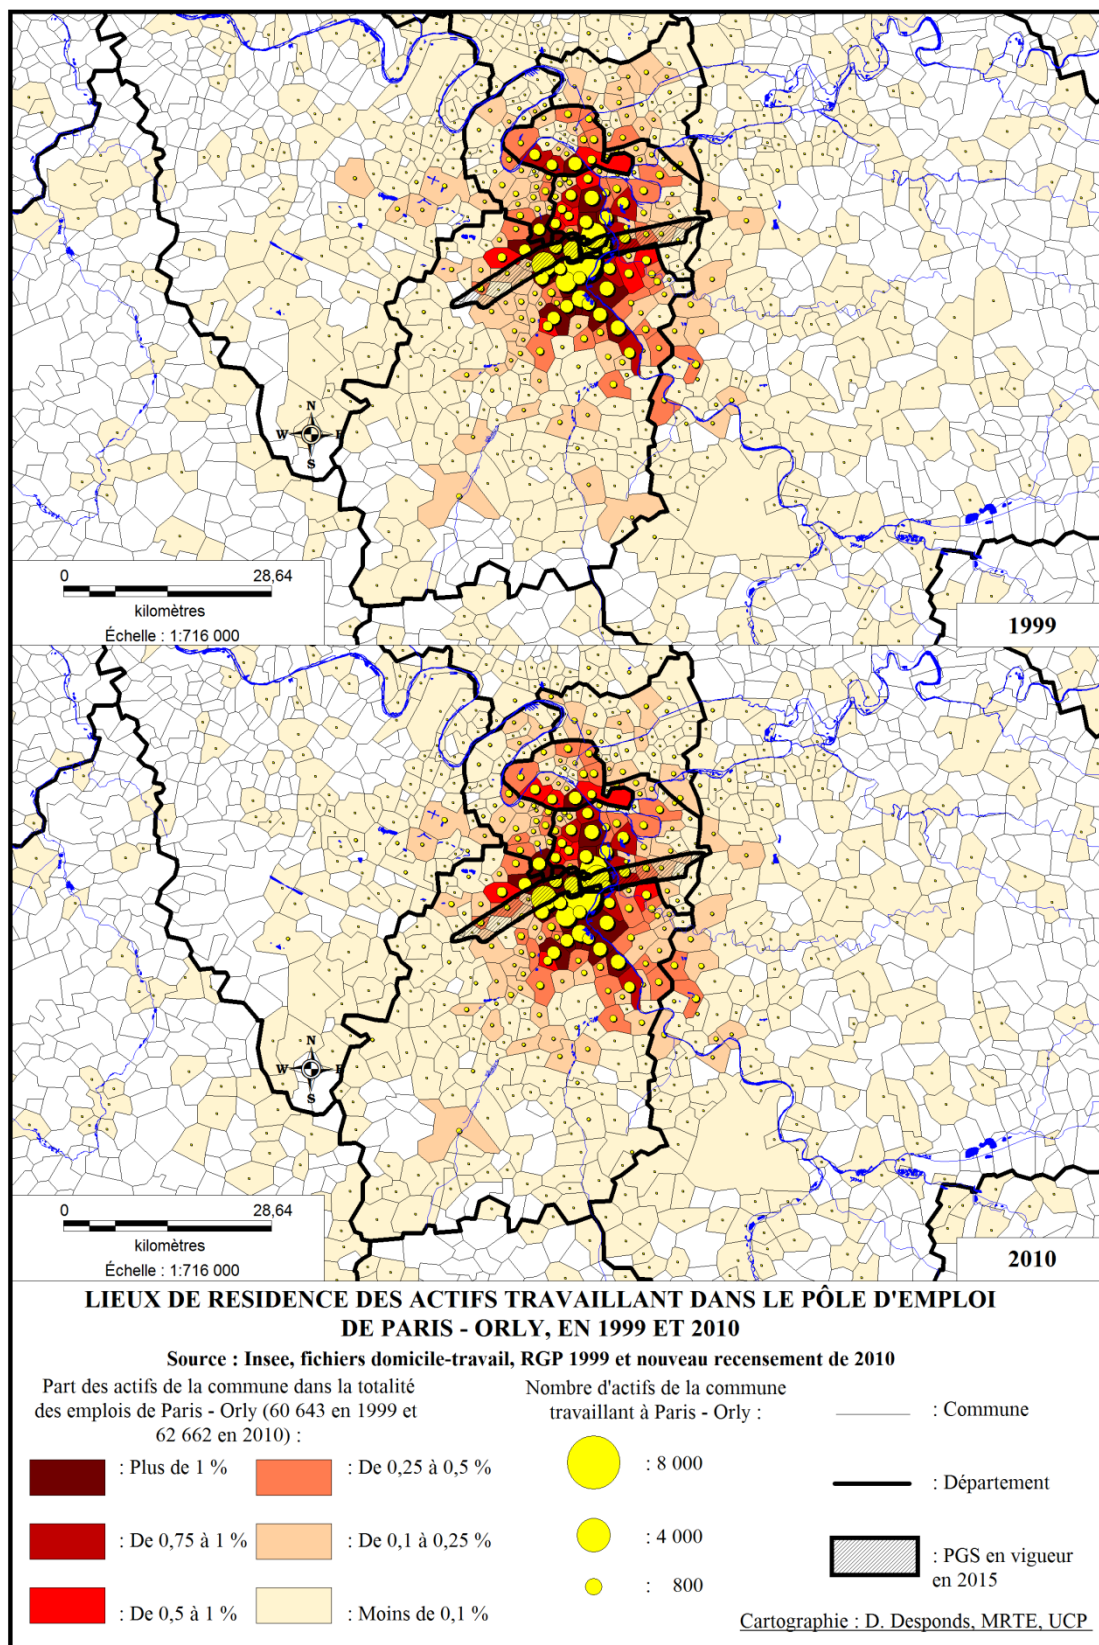 N
W E
S
0 28,64
kilomètres
Échelle : 1:716 000
1999
N
W E
S
0 28,64
kilomètres
Échelle : 1:716 000
2010
LIEUX DE RESIDENCE DES ACTIFS TRAVAILLANT DANS LE PÔLE D'EMPLOI
DE PARIS - ORLY, EN 1999 ET 2010
Source : Insee, fichiers domicile-travail, RGP 1999 et nouveau recensement de 2010
Part des actifs de la commune dans la totalité
des emplois de Paris - Orly (60 643 en 1999 et
62 662 en 2010) :
: Plus de 1 %
: De 0,75 à 1 %
: De 0,5 à 1 %
: De 0,25 à 0,5 %
: De 0,1 à 0,25 %
: Moins de 0,1 %
Nombre d'actifs de la commune
travaillant à Paris - Orly :
: 8 000
: 4 000
: 800
: Commune
: Département
: PGS en vigueur
en 2015
Cartographie : D. Desponds, MRTE, UCP